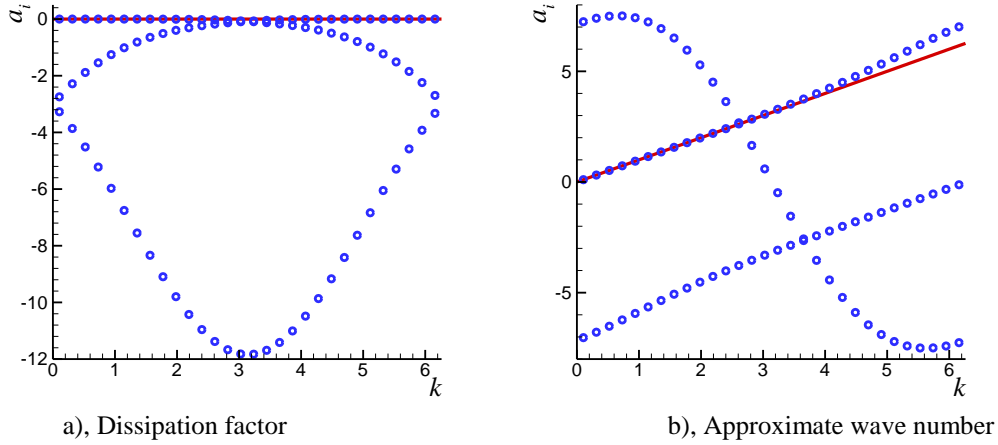 a_i
0
-2
-4
-6
-8
-10
-12
0 1 2 3 4 5 6
k
a), Dissipation factor
a_i
5
0
-5
0 1 2 3 4 5 6
k
b), Approximate wave number